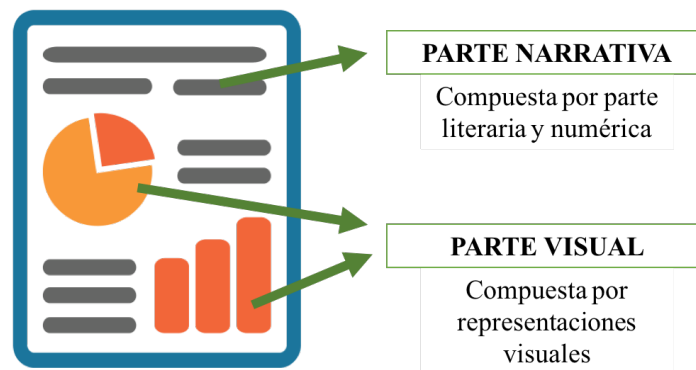 PARTE NARRATIVA
Compuesta por parte
literaria y numérica
PARTE VISUAL
Compuesta por
representaciones
visuales